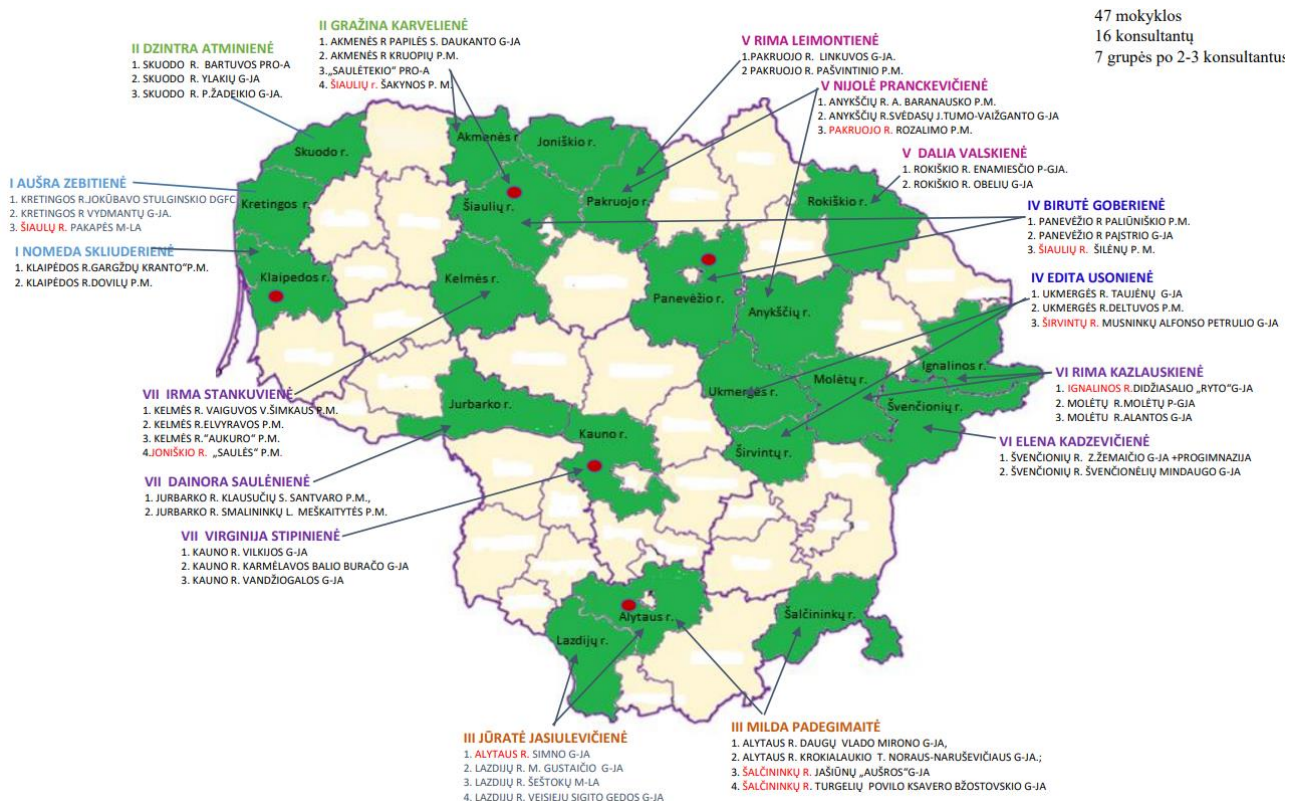 47 mokyklos
16 konsultantų
7 grupės po 2-3 konsultantus
II GRAŽINA KARVELIENĖ
1. AKMENĖS R PAPILĖS S. DAUKANTO G-JA
2. AKMENĖS R KRUOPIŲ P.M.
3.„SAULĖTEKIO" PRO-A
4. ŠIAULIŲ r. ŠAKYNOS P. M.
II DZINTRA ATMINIENĖ
1. SKUODO R. BARTUVOS PRO-A
2. SKUODO R. YLAKIŲ G-JA
3. SKUODO R. P.ŽADEIKIO G-JA.
V RIMA LEIMONTIENĖ
1.PAKRUOJO R. LINKUVOS G-JA.
2 PAKRUOJO R. PAŠVINTINIO P.M.
V NIJOLĖ PRANCKEVIČIENĖ
1. ANYKŠČIŲ R. A. BARANAUSKO P.M.
2. ANYKŠČIŲ R.SVĖDASŲ J.TUMO-VAIŽGANTO G-JA
3. PAKRUOJO R. ROZALIMO P.M.
V DALIA VALSKIENĖ
1. ROKIŠKIO R. ENAMIESČIO P-GJA.
2. ROKIŠKIO R. OBELIŲ G-JA
I AUŠRA ZEBITIENĖ
1. KRETINGOS R.JOKŪBAVO STULGINSKIO DGFC
2. KRETINGOS R VYDMANTŲ G-JA.
3. ŠIAULŲ R. PAKAPĖS M-LA
I NOMEDA SKLIUDERIENĖ
1. KLAIPĖDOS R.GARGŽDŲ KRANTO"P.M.
2. KLAIPĖDOS R.DOVILŲ P.M.
IV BIRUTĖ GOBERIENĖ
1. PANEVĖŽIO R PALIŪNIŠKIO P.M.
2. PANEVĖŽIO R PAĮSTRIO G-JA
3. ŠIAULIŲ R. ŠILĖNŲ P. M.
IV EDITA USONIENĖ
1. UKMERGĖS R. TAUJĖNŲ G-JA
2. UKMERGĖS R.DELTUVOS P.M.
3. ŠIRVINTŲ R. MUSNINKŲ ALFONSO PETRULIO G-JA
VI RIMA KAZLAUSKIENĖ
1. IGNALINOS R.DIDŽIASALIO „RYTO"G-JA
2. MOLĖTŲ R.MOLĖTŲ P-GJA
3. MOLĖTU R.ALANTOS G-JA
VI ELENA KADZEVIČIENĖ
1. ŠVENČIONIŲ R. Z.ŽEMAIČIO G-JA +PROGIMNAZIJA
2. ŠVENČIONIŲ R. ŠVENČIONĖLIŲ MINDAUGO G-JA
VII IRMA STANKUVIENĖ
1. KELMĖS R. VAIGUVOS V.ŠIMKAUS P.M.
2. KELMĖS R.ELVYRAVOS P.M.
3. KELMĖS R."AUKURO" P.M.
4.JONIŠKIO R. „SAULĖS" P.M.
VII DAINORA SAULĖNIENĖ
1. JURBARKO R. KLAUSUČIŲ S. SANTVARO P.M.,
2. JURBARKO R. SMALININKŲ L. MEŠKAITYTĖS P.M.
VII VIRGINIJA STIPINIENĖ
1. KAUNO R. VILKIJOS G-JA
2. KAUNO R. KARMĖLAVOS BALIO BURAČO G-JA
3. KAUNO R. VANDŽIOGALOS G-JA
III JŪRATĖ JASIULEVIČIENĖ
1. ALYTAUS R. SIMNO G-JA
2. LAZDIJŲ R. M. GUSTAIČIO G-JA
3. LAZDIJŲ R. ŠEŠTOKŲ M-LA
4. LAZDIJŲ R. VEISIEJŲ SIGITO GEDOS G-JA
III MILDA PADEGIMAITĖ
1. ALYTAUS R. DAUGŲ VLADO MIRONO G-JA,
2. ALYTAUS R. KROKIALAUKIO T. NORAUS-NARUŠEVIČIAUS G-JA.;
3. ŠALČININKŲ R. JAŠIŪNŲ „AUŠROS"G-JA
4. ŠALČININKŲ R. TURGELIŲ POVILO KSAVERO BŽOSTOVSKIO G-JA
Skuodo r.
Akmenės r
Joniškio r.
Kretingos r.
Šiaulių r.
Pakruojo r.
Rokiškio r.
Klaipedos r.
Kelmės r.
Panevėžio r.
Anykščių r.
Ignalinos r.
Ukmergės r.
Molėtų r.
Švenčionių r.
Jurbarko r.
Kauno r.
Širvintų r.
Alytaus r.
Lazdijų r.
Šalčininkų r.